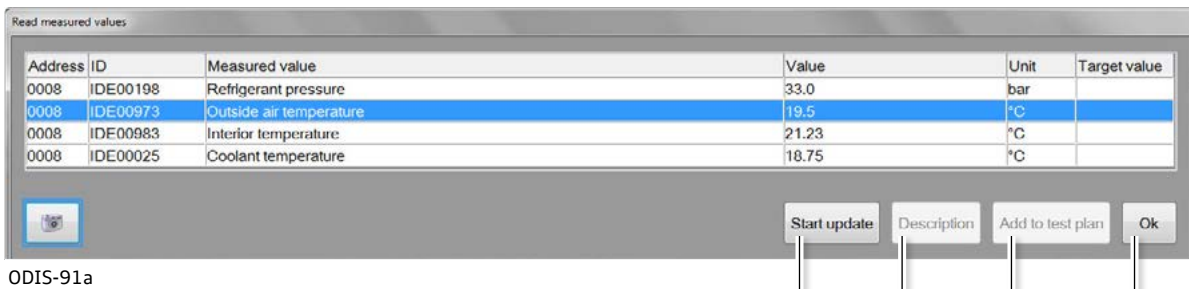 Read measured values
Address ID Measured value Value Unit Target value
0008 IDE00198 Refrigerant pressure 33.0 bar
0008 IDE00973 Outside air temperature 19.5 °C
0008 IDE00983 Interior temperature 21.23 °C
0008 IDE00025 Coolant temperature 18.75 °C
Start update Description Add to test plan Ok
ODIS-91a